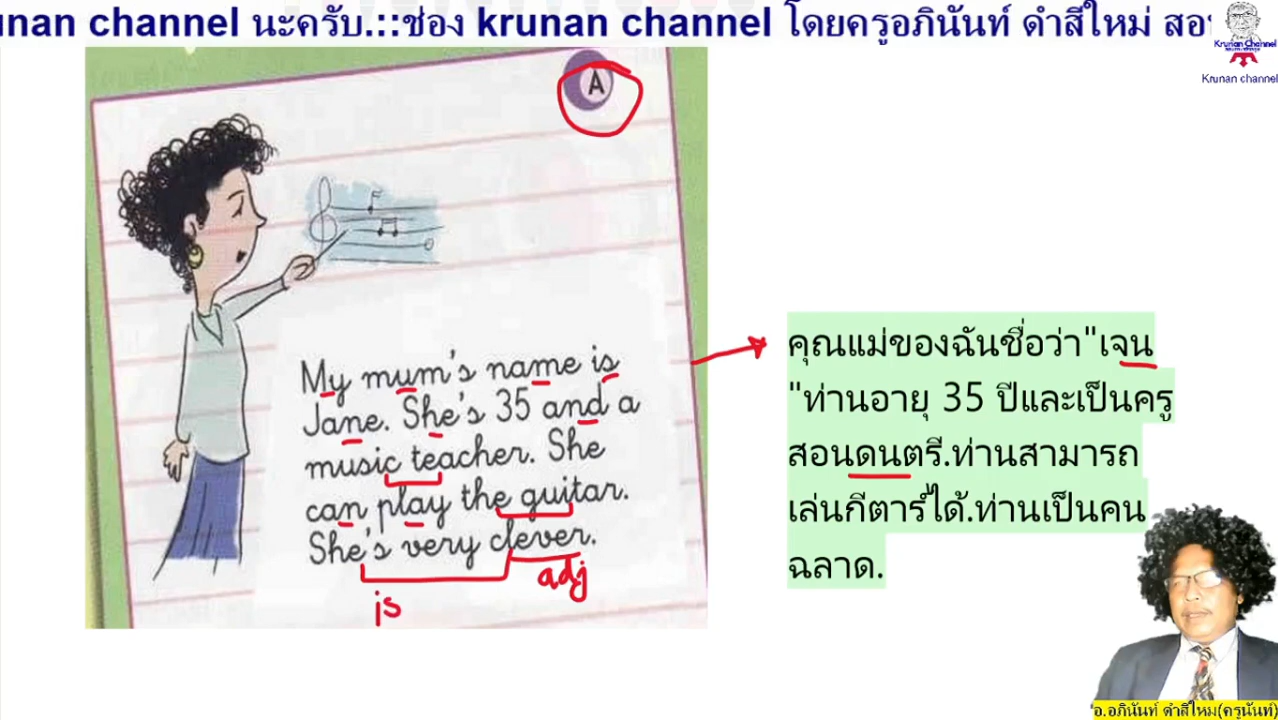 nan channel นะครับ.::ช่อง krunan channel โดยครูอภินันท์ ดำสีใหม่ สอ
Krunan Channel
Krunan channel
A
My mum's name is
Jane. She's 35 and a
music teacher. She
can play the guitar.
She's very clever.
adj
is
คุณแม่ของฉันชื่อว่า"เจน
"ท่านอายุ 35 ปีและเป็นครู
สอนดนตรี.ท่านสามารถ
เล่นกีตาร์ได้.ท่านเป็นคน
ฉลาด.
อ.อภินันท์ ดำสีใหม่(ครูนันท์)